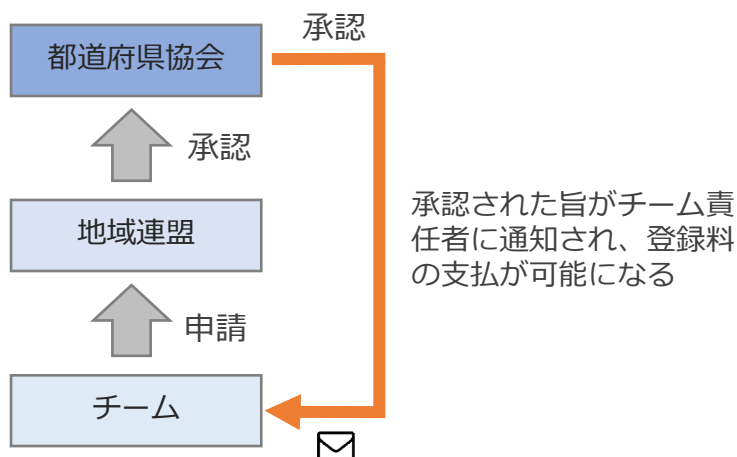 承認
都道府県協会
承認
地域連盟
承認された旨がチーム責
任者に通知され、登録料
の支払が可能になる
申請
チーム